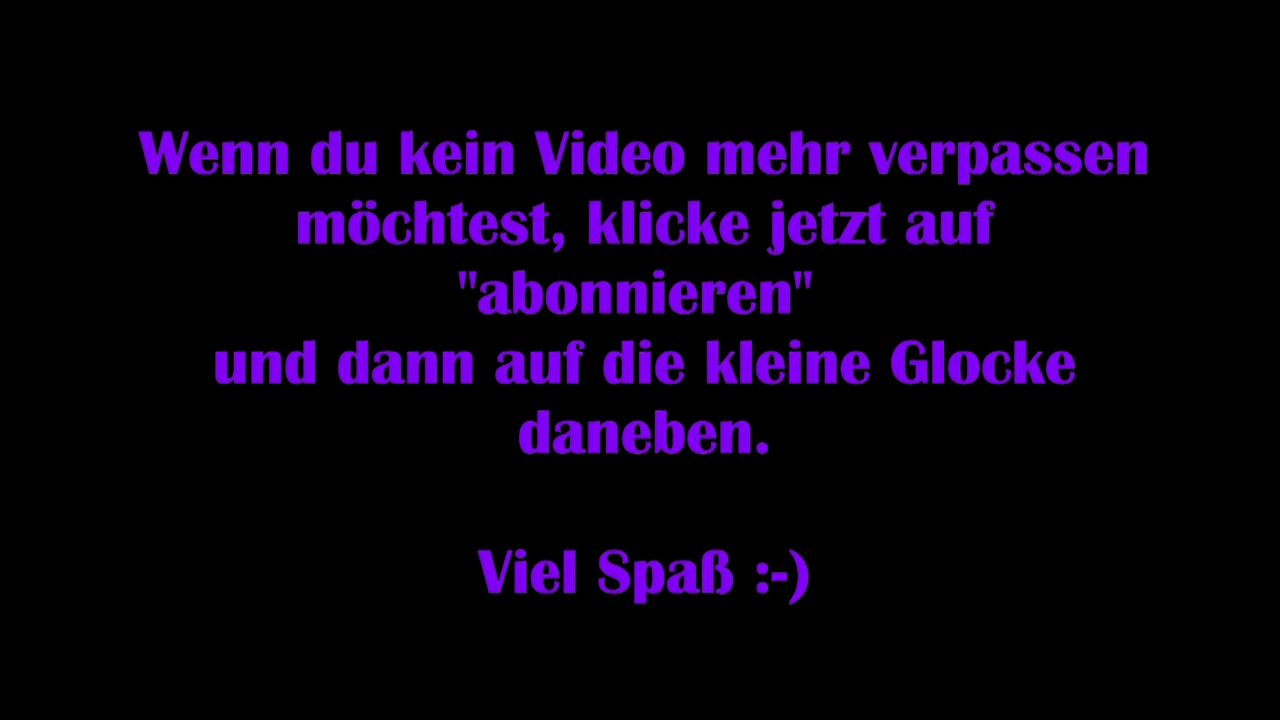 Wenn du kein Video mehr verpassen
möchtest, klicke jetzt auf
"abonnieren"
und dann auf die kleine Glocke
daneben.
Viel Spaß :-)